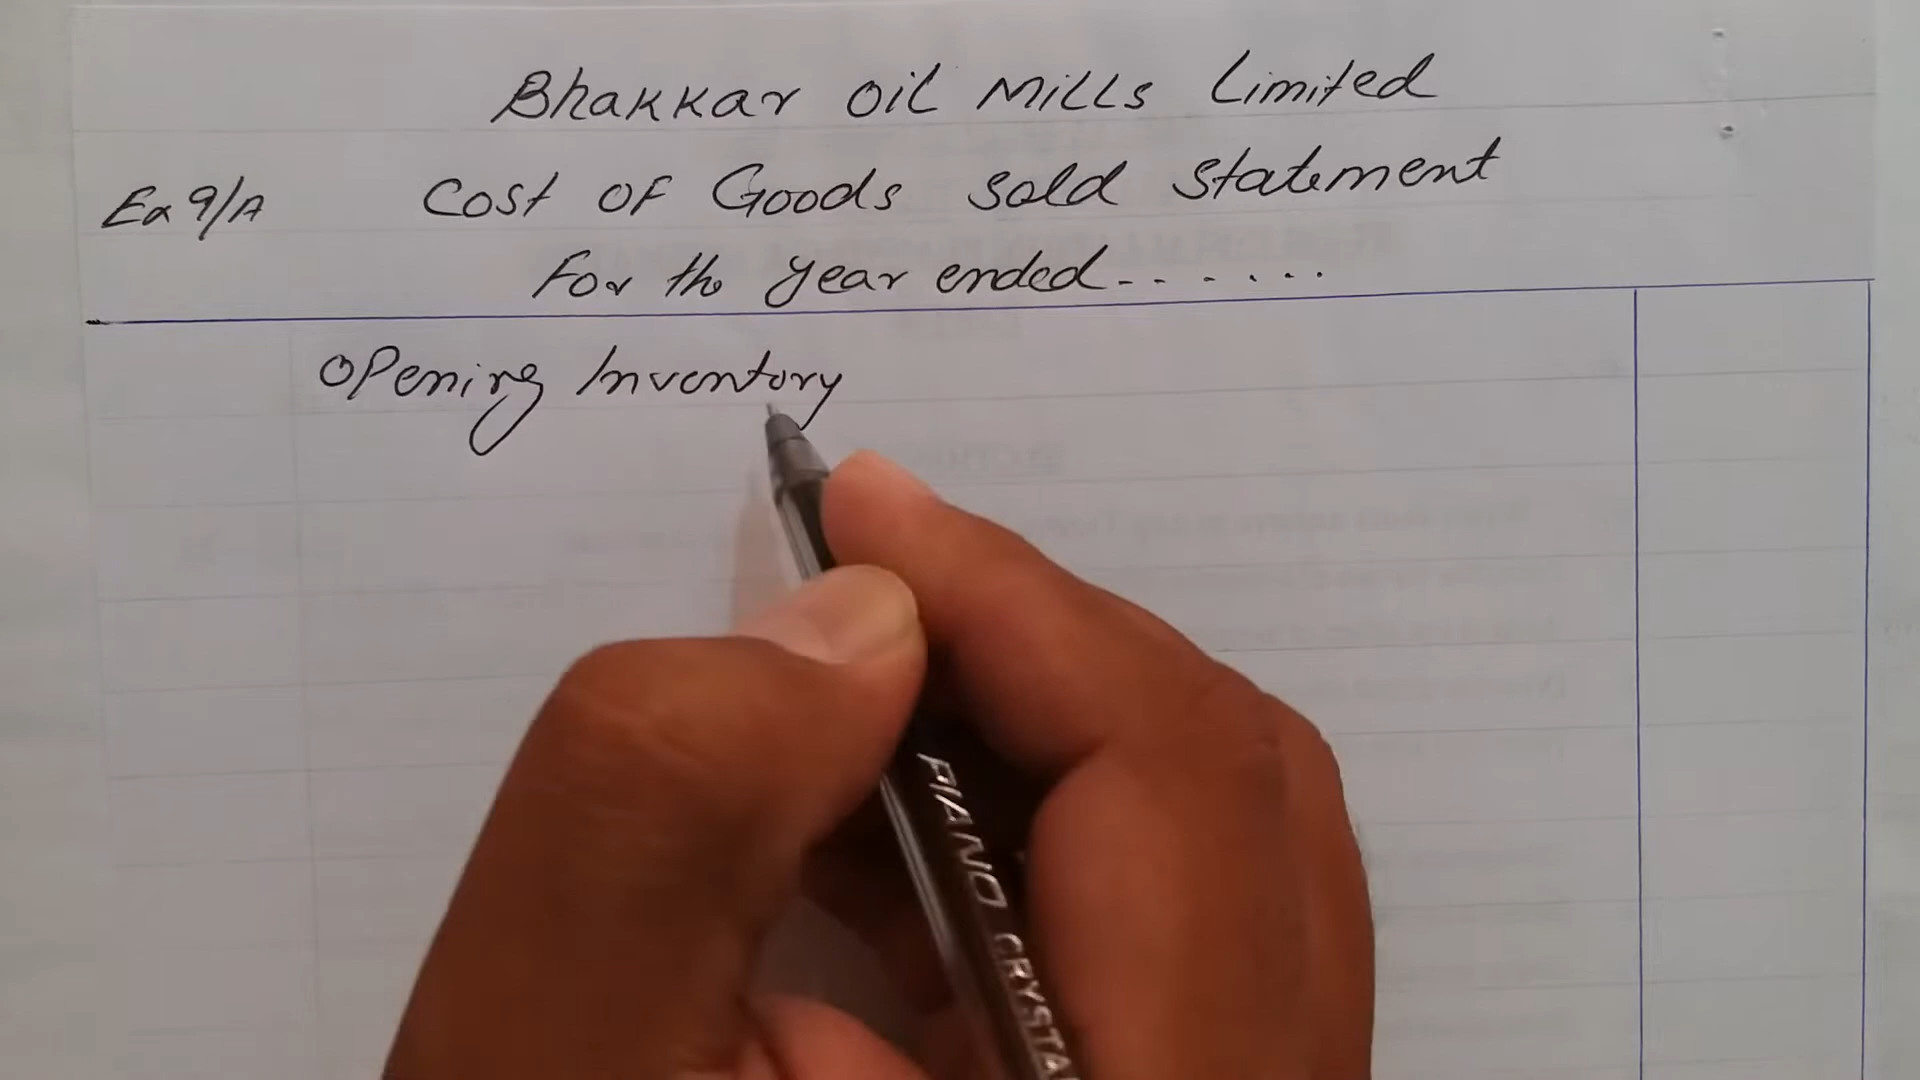 Bhakkar Oil Mills Limited
Ex 9/A Cost of Goods Sold Statement
For the year ended.......
Opening Inventory
PIANO CRYSTA